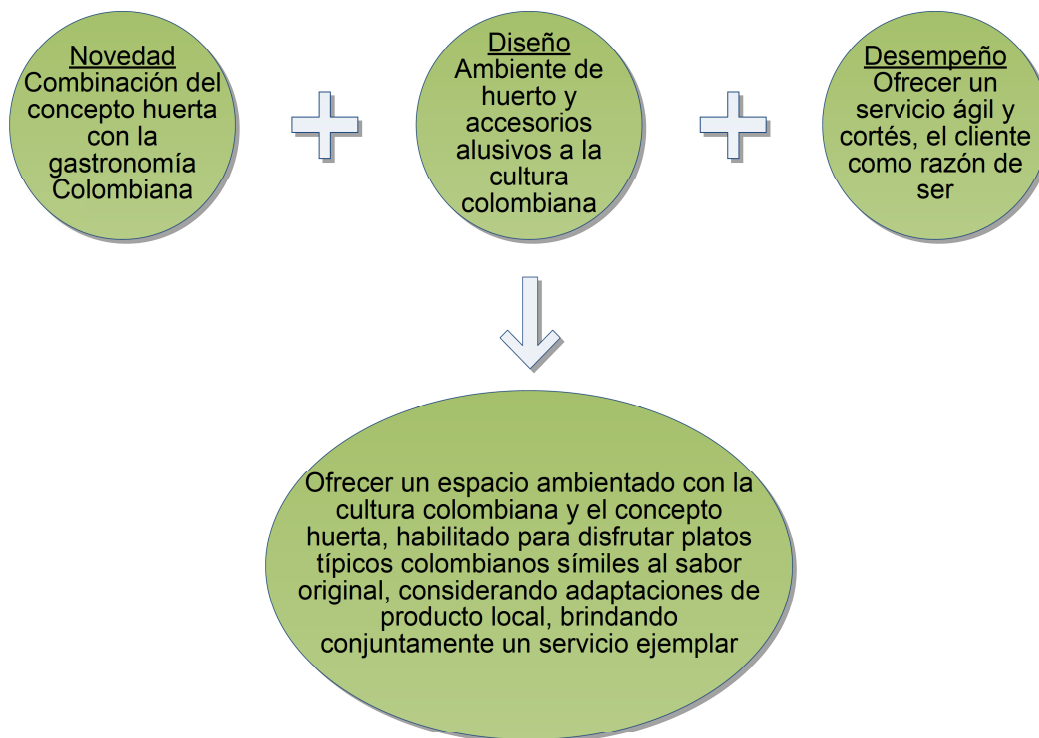 Novedad
Combinación del
concepto huerta
con la
gastronomía
Colombiana
Diseño
Ambiente de
huerto y
accesorios
alusivos a la
cultura
colombiana
Desempeño
Ofrecer un
servicio ágil y
cortés, el cliente
como razón de
ser
Ofrecer un espacio ambientado con la
cultura colombiana y el concepto
huerta, habilitado para disfrutar platos
típicos colombianos símiles al sabor
original, considerando adaptaciones de
producto local, brindando
conjuntamente un servicio ejemplar